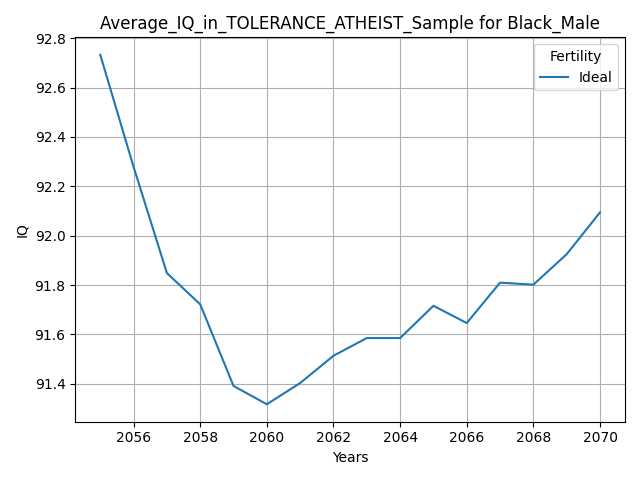 Average_IQ_in_TOLERANCE_ATHEIST_Sample for Black_Male
Fertility
Ideal
92.8
92.6
92.4
92.2
92.0
91.8
91.6
91.4
IQ
2056 2058 2060 2062 2064 2066 2068 2070
Years